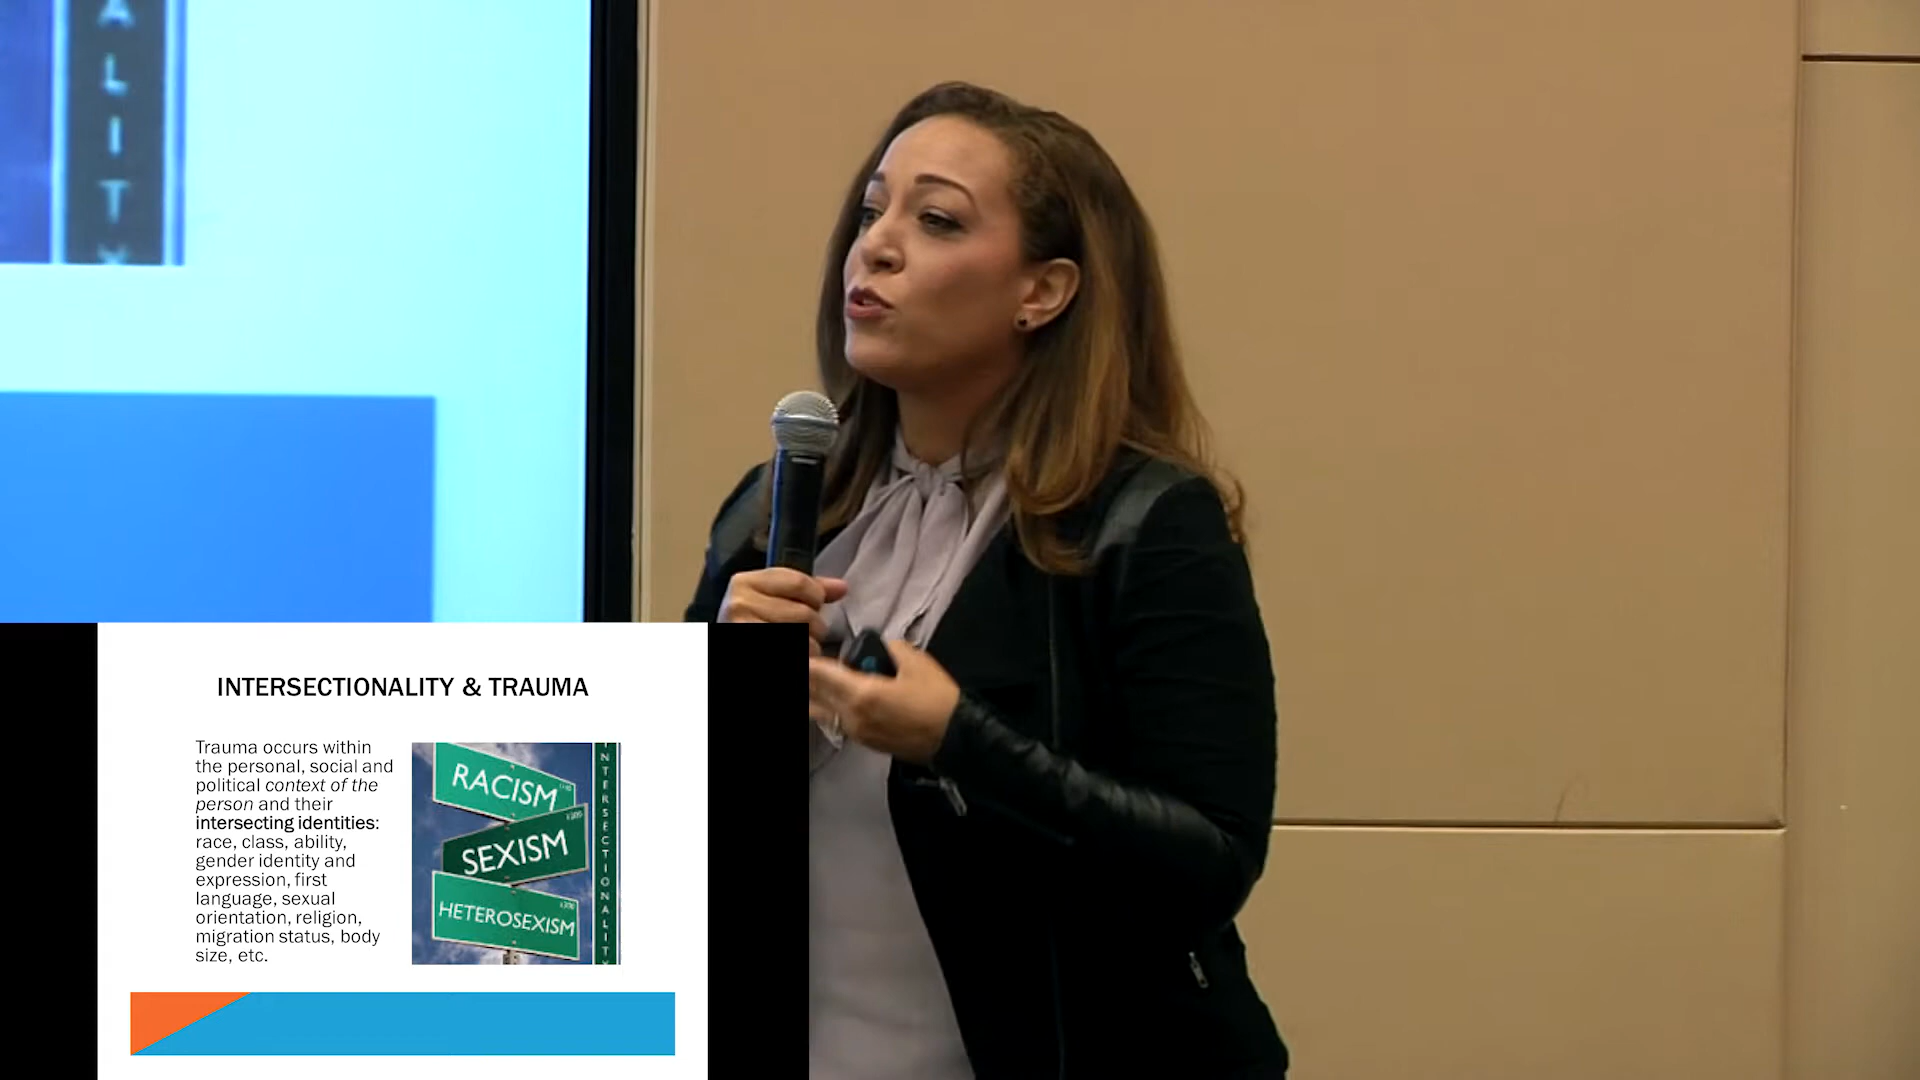 A
L
I
T
Y
INTERSECTIONALITY & TRAUMA
Trauma occurs within
the personal, social and
political context of the
person and their
intersecting identities:
race, class, ability,
gender identity and
expression, first
language, sexual
orientation, religion,
migration status, body
size, etc.
RACISM
SEXISM
HETEROSEXISM
INTERSECTIONALITY